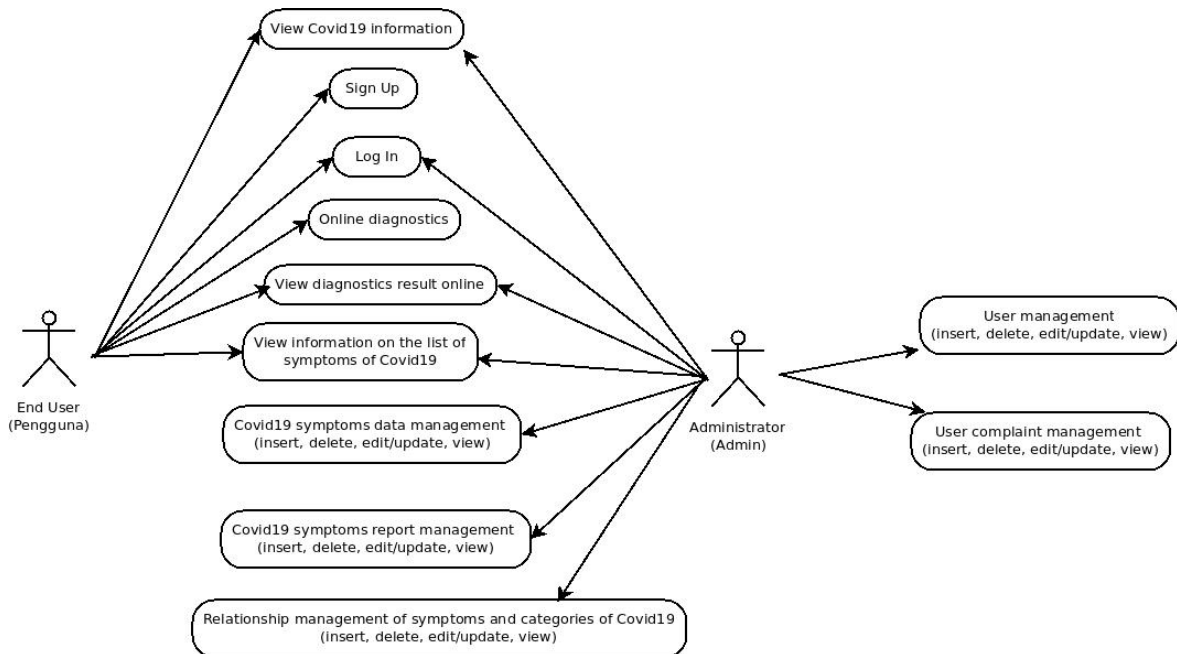 View Covid19 information
Sign Up
Log In
Online diagnostics
View diagnostics result online
View information on the list of
symptoms of Covid19
End User
(Pengguna)
Covid19 symptoms data management
(insert, delete, edit/update, view)
Covid19 symptoms report management
(insert, delete, edit/update, view)
Relationship management of symptoms and categories of Covid19
(insert, delete, edit/update, view)
Administrator
(Admin)
User management
(insert, delete, edit/update, view)
User complaint management
(insert, delete, edit/update, view)